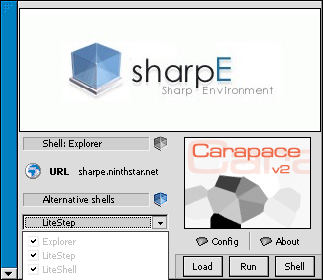 sharpE
Sharp Environment
Shell: Explorer
URL sharpe.ninthstar.net
Alternative shells
LiteStep
Explorer
LiteStep
LiteShell
Carapace
v2
Config
About
Load
Run
Shell